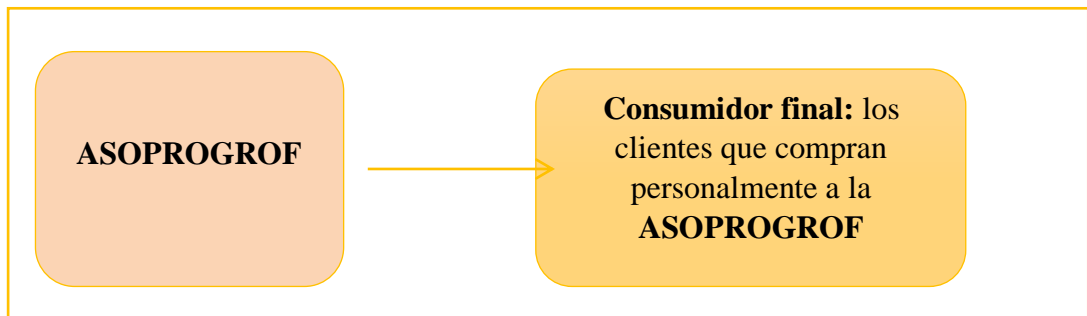 ASOPROGROF
Consumidor final: los
clientes que compran
personalmente a la
ASOPROGROF